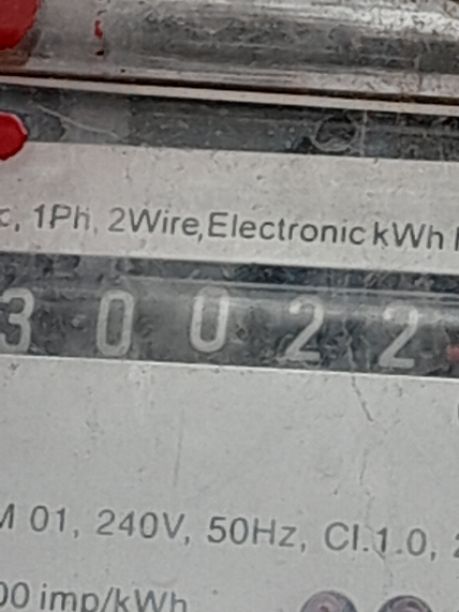 c, 1Ph, 2Wire,Electronic kWh
3 0 0 2 2
M 01, 240V, 50Hz, Cl.1.0,
00 imp/kWh